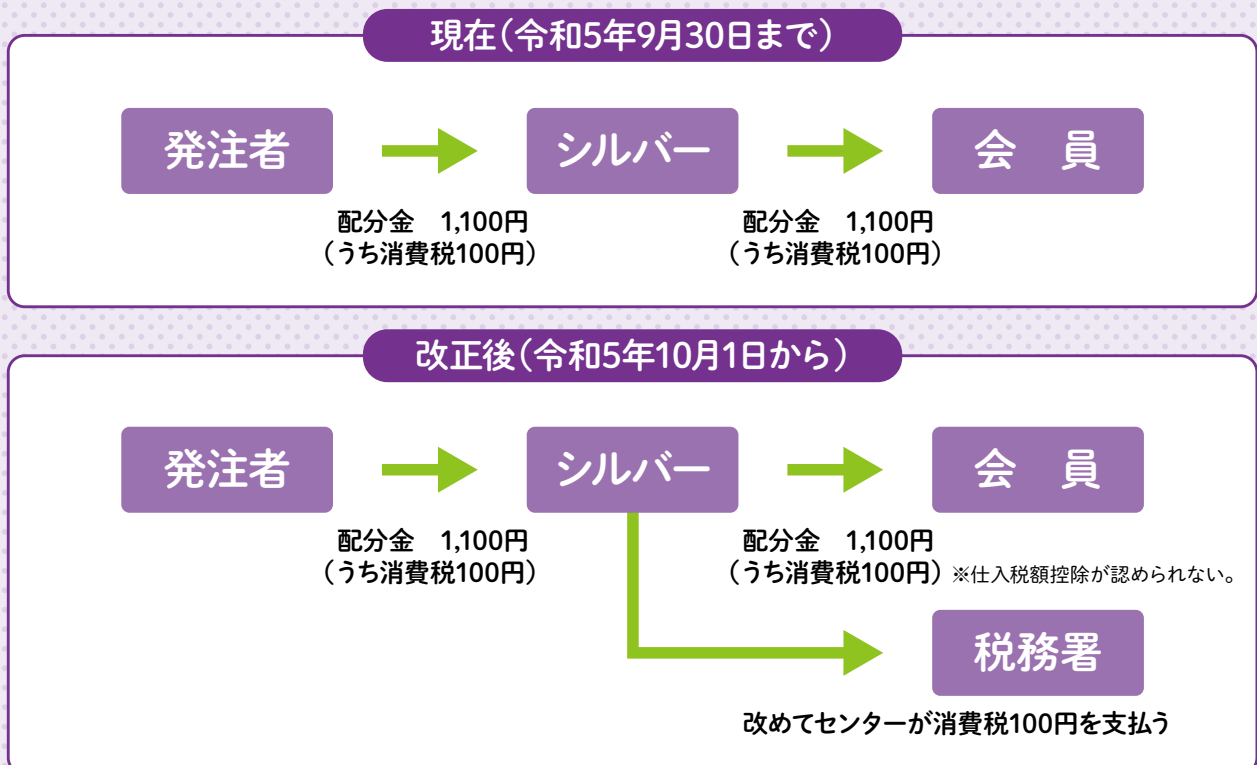 現在(令和5年9月30日まで)
発注者
シルバー
会　員
配分金　1,100円
(うち消費税100円)
配分金　1,100円
(うち消費税100円)
改正後(令和5年10月1日から)
発注者
シルバー
会　員
配分金　1,100円
(うち消費税100円)
配分金　1,100円
(うち消費税100円) ※仕入税額控除が認められない。
税務署
改めてセンターが消費税100円を支払う